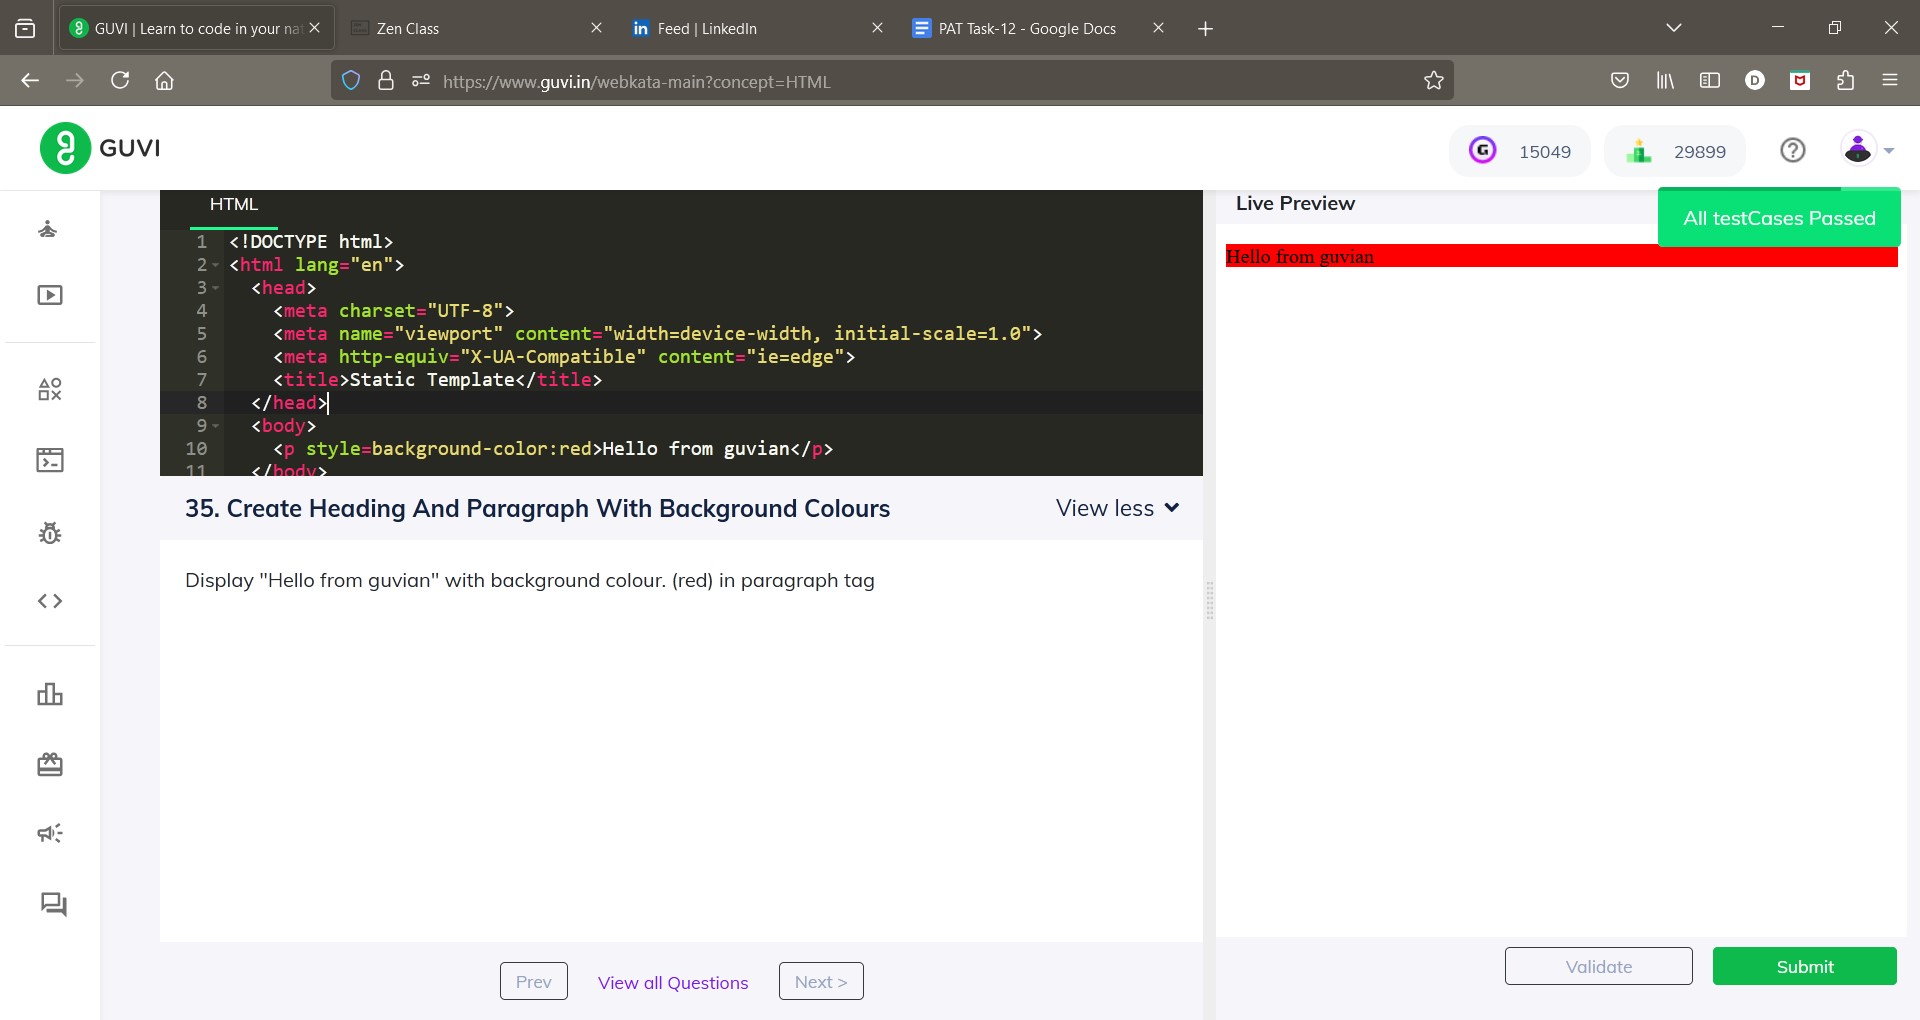 GUVI | Learn to code in your nat
Zen Class
Feed | LinkedIn
PAT Task-12 - Google Docs
https://www.guvi.in/webkata-main?concept=HTML
GUVI
15049
29899
HTML
Live Preview
All testCases Passed
1 <!DOCTYPE html>
2 <html lang="en">
3 <head>
4 <meta charset="UTF-8">
5 <meta name="viewport" content="width=device-width, initial-scale=1.0">
6 <meta http-equiv="X-UA-Compatible" content="ie=edge">
7 <title>Static Template</title>
8 </head>
9 <body>
10 <p style=background-color:red>Hello from guvian</p>
11 </body>
Hello from guvian
35. Create Heading And Paragraph With Background Colours
View less
Display "Hello from guvian" with background colour. (red) in paragraph tag
Prev
View all Questions
Next >
Validate
Submit